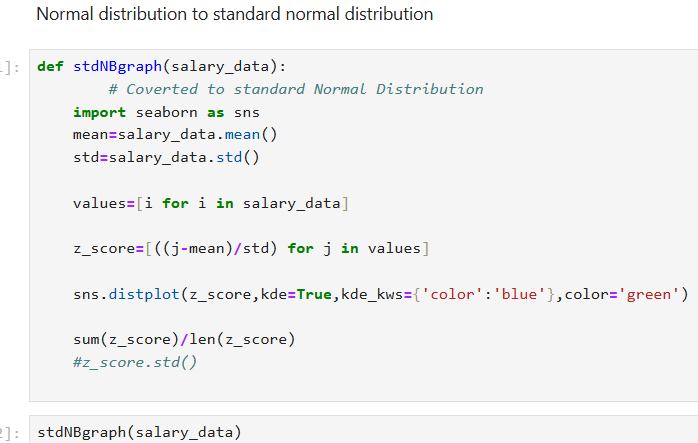 Normal distribution to standard normal distribution
]: def stdNBgraph(salary_data):
# Coverted to standard Normal Distribution
import seaborn as sns
mean=salary_data.mean()
std=salary_data.std()
values=[i for i in salary_data]
z_score=[((j-mean)/std) for j in values]
sns.distplot(z_score,kde=True,kde_kws={'color':'blue'},color='green')
sum(z_score)/len(z_score)
#z_score.std()
]: stdNBgraph(salary_data)